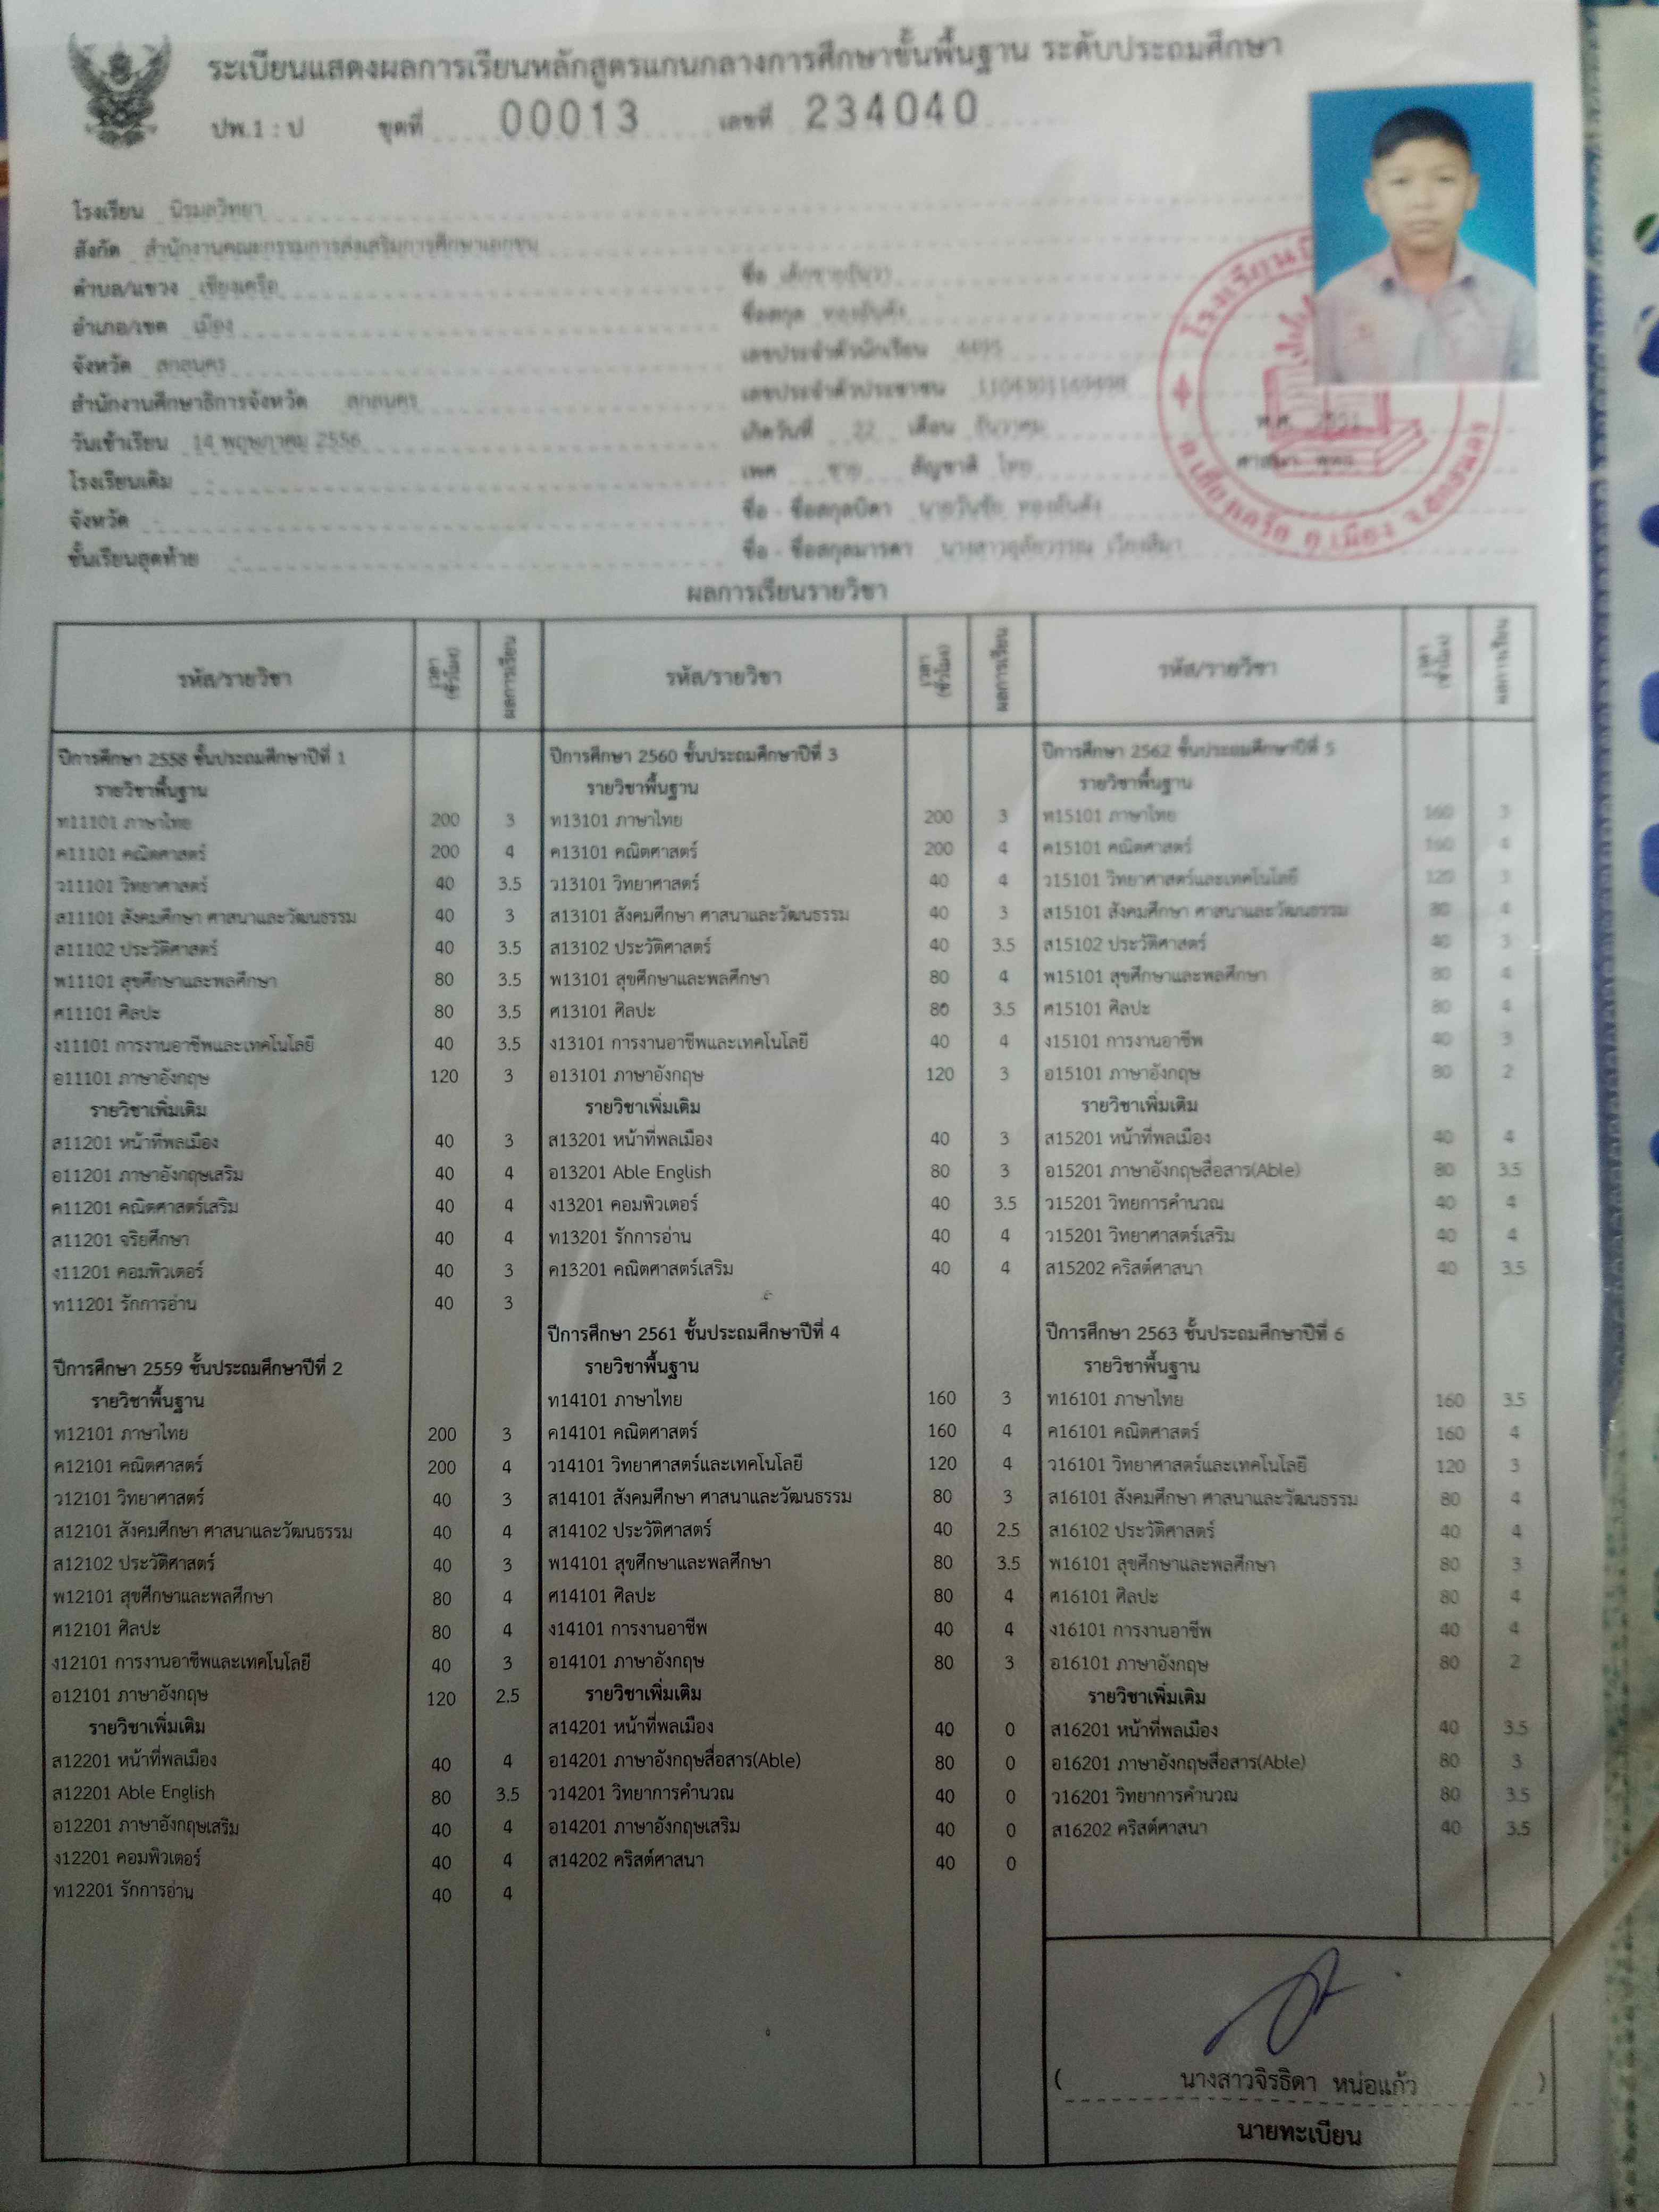 ระเบียนแสดงผลการเรียนหลักสูตรแกนกลางการศึกษาขั้นพื้นฐาน ระดับประถมศึกษา
ปพ.1 : ป ชุดที่ 00013 เลขที่ 234040
โรงเรียน นิรมลวิทยา
สังกัด สำนักงานคณะกรรมการส่งเสริมการศึกษาเอกชน
ตำบล/แขวง เชียงเครือ
อำเภอ/เขต เมือง
จังหวัด สกลนคร
สำนักงานศึกษาธิการจังหวัด สกลนคร
วันเข้าเรียน 14 พฤษภาคม 2556
โรงเรียนเดิม -
จังหวัด -
ชั้นเรียนสุดท้าย -
ชื่อ
ชื่อสกุล
เลขประจำตัวนักเรียน 4495
เลขประจำตัวประชาชน
เกิดวันที่ 22 เดือน ธันวาคม พ.ศ.
เพศ ชาย สัญชาติ ไทย ศาสนา พุทธ
ชื่อ - ชื่อสกุลบิดา
ชื่อ - ชื่อสกุลมารดา
ผลการเรียนรายวิชา
รหัส/รายวิชา เวลา (ชั่วโมง) ผลการเรียน
ปีการศึกษา 2558 ชั้นประถมศึกษาปีที่ 1
รายวิชาพื้นฐาน
ท11101 ภาษาไทย 200 3
ค11101 คณิตศาสตร์ 200 4
ว11101 วิทยาศาสตร์ 40 3.5
ส11101 สังคมศึกษา ศาสนาและวัฒนธรรม 40 3
ส11102 ประวัติศาสตร์ 40 3.5
พ11101 สุขศึกษาและพลศึกษา 80 3.5
ศ11101 ศิลปะ 80 3.5
ง11101 การงานอาชีพและเทคโนโลยี 40 3.5
อ11101 ภาษาอังกฤษ 120 3
รายวิชาเพิ่มเติม
ส11201 หน้าที่พลเมือง 40 3
อ11201 ภาษาอังกฤษเสริม 40 4
ค11201 คณิตศาสตร์เสริม 40 4
ส11201 จริยศึกษา 40 4
ง11201 คอมพิวเตอร์ 40 3
ท11201 รักการอ่าน 40 3
ปีการศึกษา 2559 ชั้นประถมศึกษาปีที่ 2
รายวิชาพื้นฐาน
ท12101 ภาษาไทย 200 3
ค12101 คณิตศาสตร์ 200 4
ว12101 วิทยาศาสตร์ 40 3
ส12101 สังคมศึกษา ศาสนาและวัฒนธรรม 40 4
ส12102 ประวัติศาสตร์ 40 3
พ12101 สุขศึกษาและพลศึกษา 80 4
ศ12101 ศิลปะ 80 4
ง12101 การงานอาชีพและเทคโนโลยี 40 3
อ12101 ภาษาอังกฤษ 120 2.5
รายวิชาเพิ่มเติม
ส12201 หน้าที่พลเมือง 40 4
ส12201 Able English 80 3.5
อ12201 ภาษาอังกฤษเสริม 40 4
ง12201 คอมพิวเตอร์ 40 4
ท12201 รักการอ่าน 40 4
รหัส/รายวิชา เวลา (ชั่วโมง) ผลการเรียน
ปีการศึกษา 2560 ชั้นประถมศึกษาปีที่ 3
รายวิชาพื้นฐาน
ท13101 ภาษาไทย 200 3
ค13101 คณิตศาสตร์ 200 4
ว13101 วิทยาศาสตร์ 40 4
ส13101 สังคมศึกษา ศาสนาและวัฒนธรรม 40 3
ส13102 ประวัติศาสตร์ 40 3.5
พ13101 สุขศึกษาและพลศึกษา 80 4
ศ13101 ศิลปะ 80 3.5
ง13101 การงานอาชีพและเทคโนโลยี 40 4
อ13101 ภาษาอังกฤษ 120 3
รายวิชาเพิ่มเติม
ส13201 หน้าที่พลเมือง 40 3
อ13201 Able English 80 3
ง13201 คอมพิวเตอร์ 40 3.5
ท13201 รักการอ่าน 40 4
ค13201 คณิตศาสตร์เสริม 40 4
ปีการศึกษา 2561 ชั้นประถมศึกษาปีที่ 4
รายวิชาพื้นฐาน
ท14101 ภาษาไทย 160 3
ค14101 คณิตศาสตร์ 160 4
ว14101 วิทยาศาสตร์และเทคโนโลยี 120 4
ส14101 สังคมศึกษา ศาสนาและวัฒนธรรม 80 3
ส14102 ประวัติศาสตร์ 40 2.5
พ14101 สุขศึกษาและพลศึกษา 80 3.5
ศ14101 ศิลปะ 80 4
ง14101 การงานอาชีพ 40 4
อ14101 ภาษาอังกฤษ 80 3
รายวิชาเพิ่มเติม
ส14201 หน้าที่พลเมือง 40 0
อ14201 ภาษาอังกฤษสื่อสาร(Able) 80 0
ว14201 วิทยาการคำนวณ 40 0
อ14201 ภาษาอังกฤษเสริม 40 0
ส14202 คริสต์ศาสนา 40 0
รหัส/รายวิชา เวลา (ชั่วโมง) ผลการเรียน
ปีการศึกษา 2562 ชั้นประถมศึกษาปีที่ 5
รายวิชาพื้นฐาน
ท15101 ภาษาไทย 160 3
ค15101 คณิตศาสตร์ 160 4
ว15101 วิทยาศาสตร์และเทคโนโลยี 120 3
ส15101 สังคมศึกษา ศาสนาและวัฒนธรรม 80 4
ส15102 ประวัติศาสตร์ 40 3
พ15101 สุขศึกษาและพลศึกษา 80 4
ศ15101 ศิลปะ 80 4
ง15101 การงานอาชีพ 40 3
อ15101 ภาษาอังกฤษ 80 2
รายวิชาเพิ่มเติม
ส15201 หน้าที่พลเมือง 40 4
อ15201 ภาษาอังกฤษสื่อสาร(Able) 80 3.5
ว15201 วิทยการคำนวณ 40 4
ว15201 วิทยาศาสตร์เสริม 40 4
ส15202 คริสต์ศาสนา 40 3.5
ปีการศึกษา 2563 ชั้นประถมศึกษาปีที่ 6
รายวิชาพื้นฐาน
ท16101 ภาษาไทย 160 3.5
ค16101 คณิตศาสตร์ 160 4
ว16101 วิทยาศาสตร์และเทคโนโลยี 120 3
ส16101 สังคมศึกษา ศาสนาและวัฒนธรรม 80 4
ส16102 ประวัติศาสตร์ 40 4
พ16101 สุขศึกษาและพลศึกษา 80 3
ศ16101 ศิลปะ 80 4
ง16101 การงานอาชีพ 40 4
อ16101 ภาษาอังกฤษ 80 2
รายวิชาเพิ่มเติม
ส16201 หน้าที่พลเมือง 40 3.5
อ16201 ภาษาอังกฤษสื่อสาร(Able) 80 3
ว16201 วิทยาการคำนวณ 80 3.5
ส16202 คริสต์ศาสนา 40 3.5
( นางสาวจิรธิดา หน่อแก้ว )
นายทะเบียน